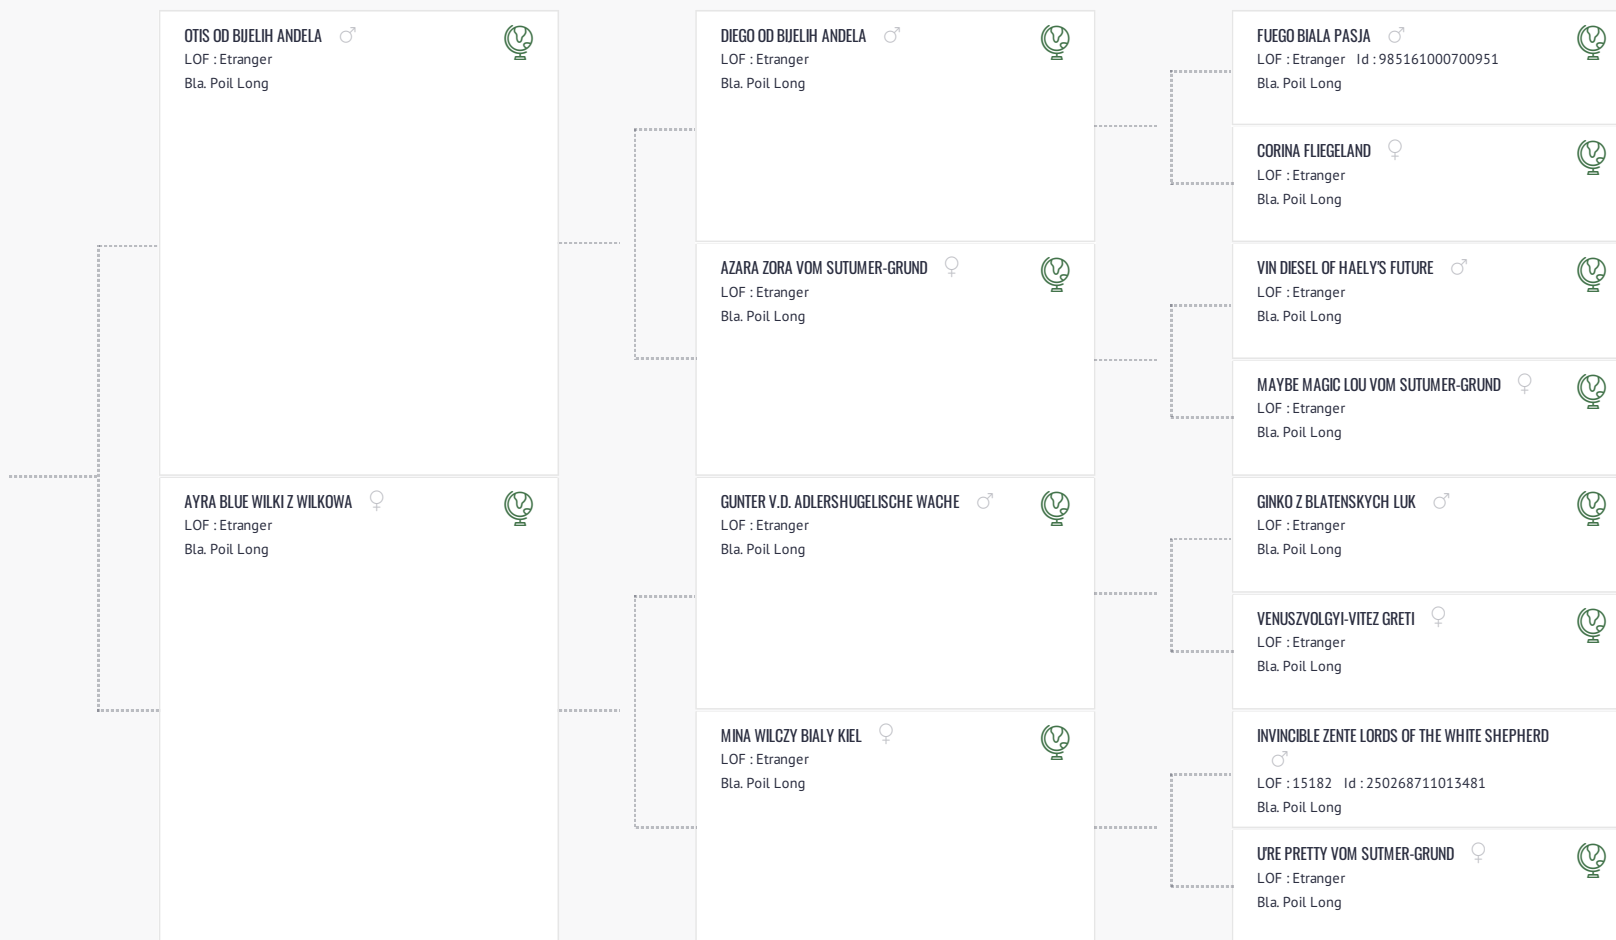 OTIS OD BIJELIH ANDELA
LOF : Etranger
Bla. Poil Long
AYRA BLUE WILKI Z WILKOWA
LOF : Etranger
Bla. Poil Long
DIEGO OD BIJELIH ANDELA
LOF : Etranger
Bla. Poil Long
AZARA ZORA VOM SUTUMER-GRUND
LOF : Etranger
Bla. Poil Long
GUNTER V.D. ADLERSHUGELISCHE WACHE
LOF : Etranger
Bla. Poil Long
MINA WILCZY BIALY KIEL
LOF : Etranger
Bla. Poil Long
FUEGO BIALA PASJA
LOF : Etranger Id : 985161000700951
Bla. Poil Long
CORINA FLIEGELAND
LOF : Etranger
Bla. Poil Long
VIN DIESEL OF HAELY'S FUTURE
LOF : Etranger
Bla. Poil Long
MAYBE MAGIC LOU VOM SUTUMER-GRUND
LOF : Etranger
Bla. Poil Long
GINKO Z BLATENSKYCH LUK
LOF : Etranger
Bla. Poil Long
VENUSZVOLGYI-VITEZ GRETI
LOF : Etranger
Bla. Poil Long
INVINCIBLE ZENTE LORDS OF THE WHITE SHEPHERD
LOF : 15182 Id : 250268711013481
Bla. Poil Long
U'RE PRETTY VOM SUTMER-GRUND
LOF : Etranger
Bla. Poil Long